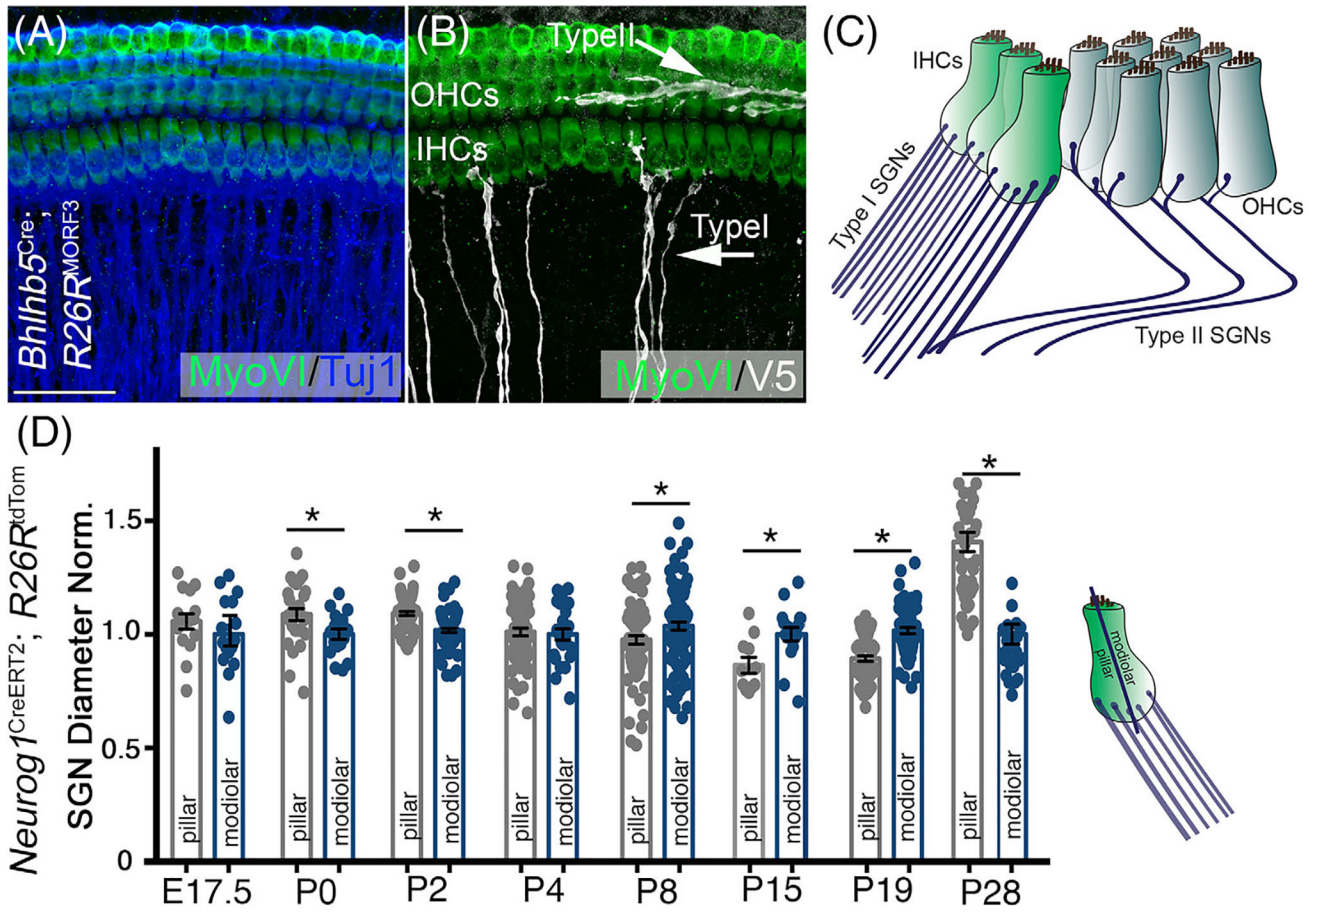 (A)
Bhlhb5Cre;
R26RMORF3
MyoVI/Tuj1
(B)
TypeII
OHCs
IHCs
TypeI
MyoVI/V5
(C)
IHCs
Type I SGNs
OHCs
Type II SGNs
(D)
Neurog1CreERT2; R26RtdTom
SGN Diameter Norm.
1.5
1.0
0.5
0
* * * * * *
pillar modiolar pillar modiolar pillar modiolar pillar modiolar pillar modiolar pillar modiolar pillar modiolar pillar modiolar
E17.5 P0 P2 P4 P8 P15 P19 P28
modiolar
pillar